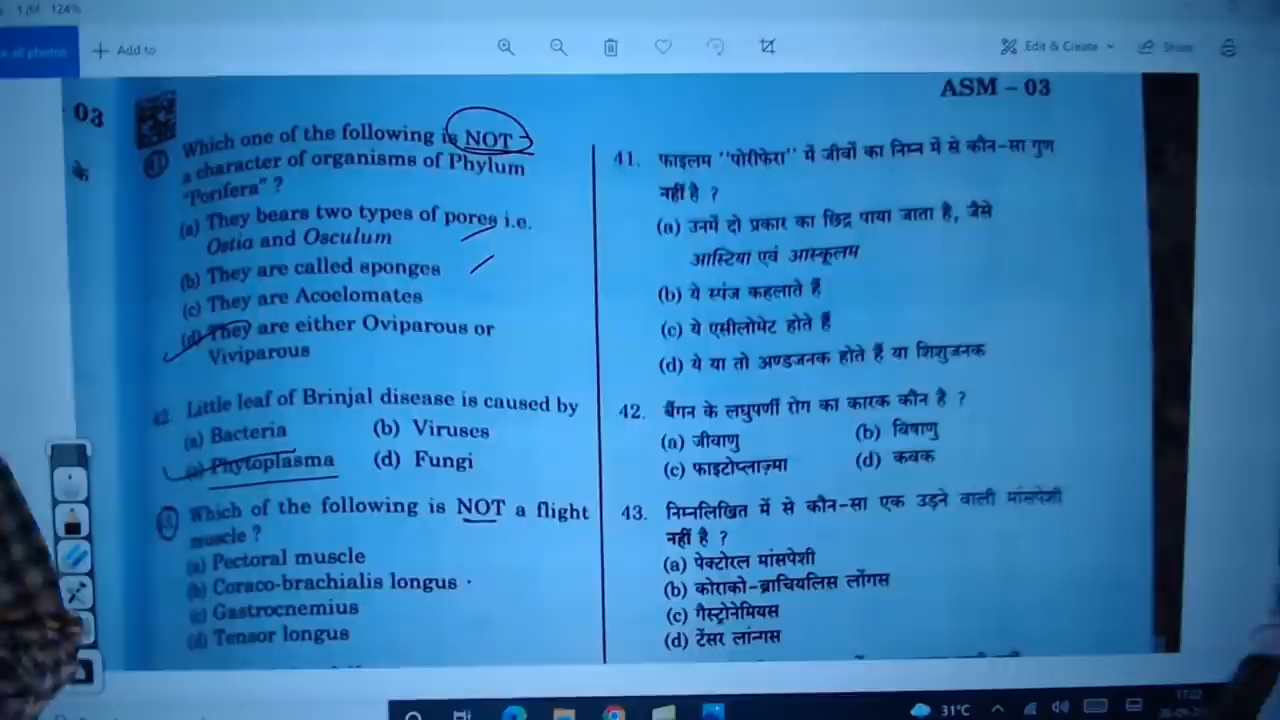 124%
all photos
Add to
Edit & Create
Share
03
के
ASM - 03
Which one of the following is NOT
a character of organisms of Phylum
"Porifera" ?
(a) They bears two types of pores i.e.
Ostia and Osculum
(b) They are called sponges
(c) They are Acoelomates
(d) They are either Oviparous or
Viviparous
42. Little leaf of Brinjal disease is caused by
(a) Bacteria (b) Viruses
(c) Phytoplasma (d) Fungi
Which of the following is NOT a flight
muscle ?
(a) Pectoral muscle
(b) Coraco-brachialis longus
(c) Gastrocnemius
(d) Tensor longus
41. फाइलम "पोरीफेरा" में जीवों का निम्न में से कौन-सा गुण
नहीं है ?
(a) उनमें दो प्रकार का छिद्र पाया जाता है, जैसे
आस्टिया एवं आस्कूलम
(b) ये स्पंज कहलाते हैं
(c) ये एसीलोमेट होते हैं
(d) ये या तो अण्डजनक होते हैं या शिशुजनक
42. बैंगन के लघुपर्णी रोग का कारक कौन है ?
(a) जीवाणु (b) विषाणु
(c) फाइटोप्लाज़्मा (d) कवक
43. निम्नलिखित में से कौन-सा एक उड़ने वाली मांसपेशी
नहीं है ?
(a) पेक्टोरल मांसपेशी
(b) कोराको-ब्राचियलिस लोंगस
(c) गैस्ट्रोनेमियस
(d) टेंसर लांन्गस
31°C